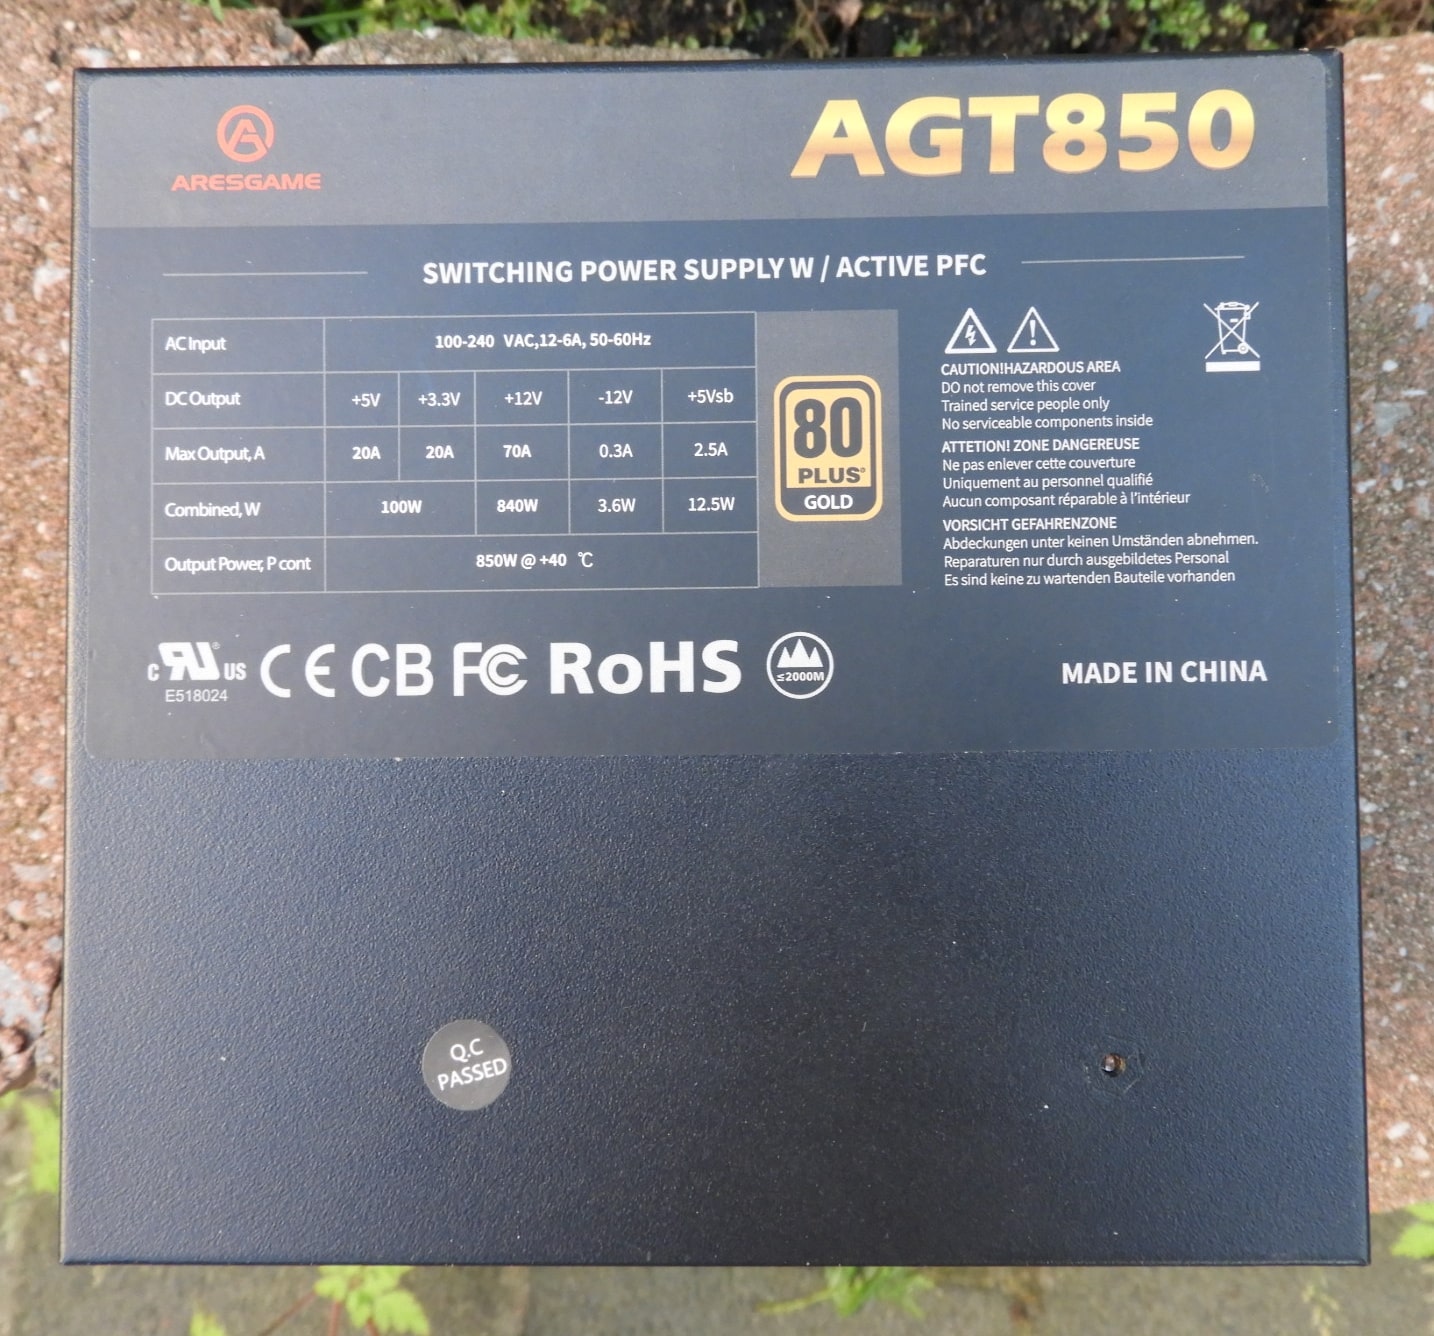 ARESGAME
AGT850
SWITCHING POWER SUPPLY W / ACTIVE PFC
AC Input 100-240 VAC,12-6A, 50-60Hz
DC Output +5V +3.3V +12V -12V +5Vsb
Max Output, A 20A 20A 70A 0.3A 2.5A
Combined, W 100W 840W 3.6W 12.5W
Output Power, P cont 850W @ +40 ℃
80
PLUS®
GOLD
CAUTION!HAZARDOUS AREA
DO not remove this cover
Trained service people only
No serviceable components inside
ATTETION! ZONE DANGEREUSE
Ne pas enlever cette couverture
Uniquement au personnel qualifié
Aucun composant réparable à l'intérieur
VORSICHT GEFAHRENZONE
Abdeckungen unter keinen Umständen abnehmen.
Reparaturen nur durch ausgebildetes Personal
Es sind keine zu wartenden Bauteile vorhanden
c RU® US CE CB FC RoHS ≤2000M
E518024
MADE IN CHINA
Q.C
PASSED